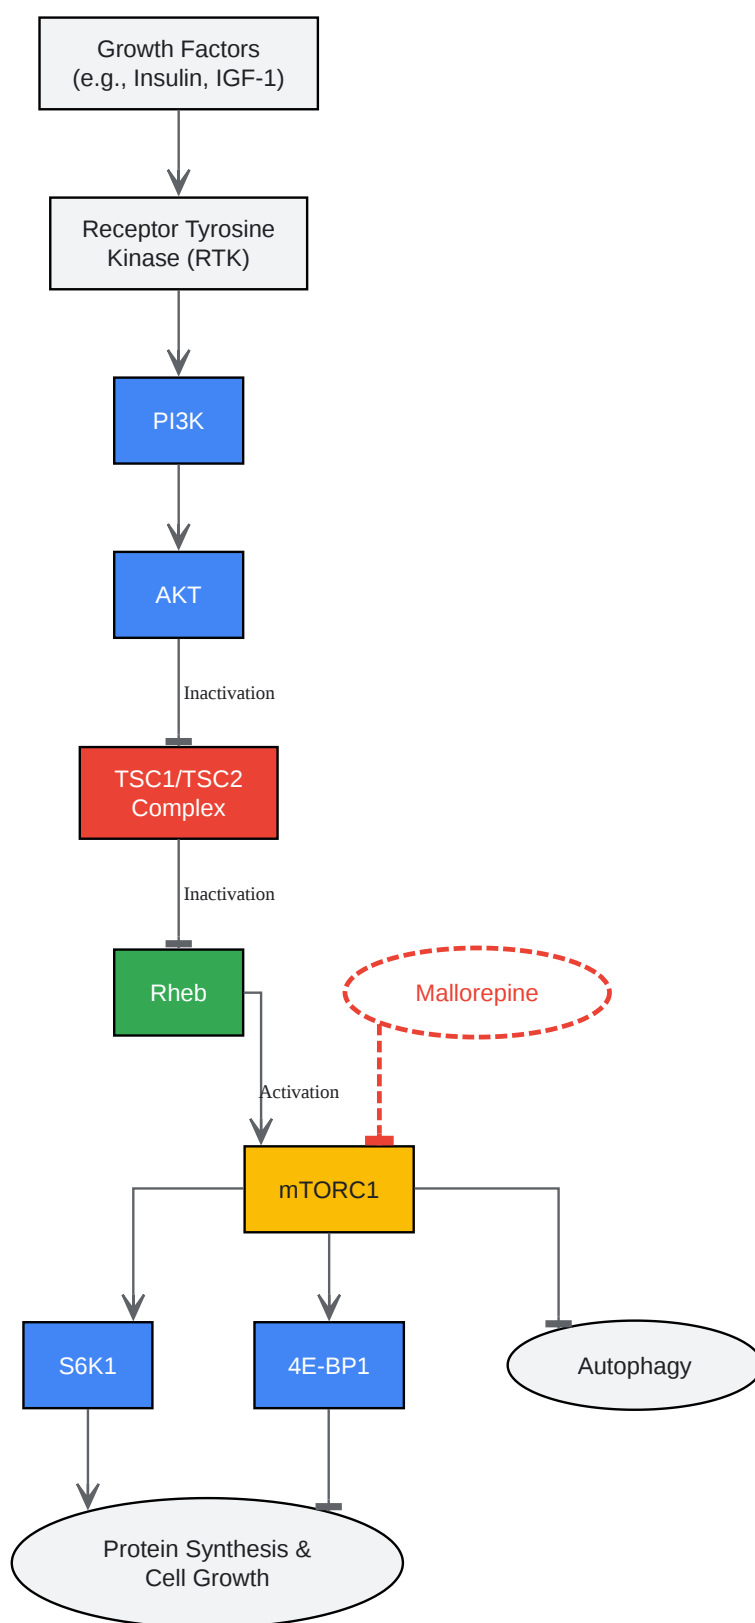 Growth Factors
(e.g., Insulin, IGF-1)
Receptor Tyrosine
Kinase (RTK)
PI3K
AKT
Inactivation
TSC1/TSC2
Complex
Inactivation
Rheb
Mallorepine
Activation
mTORC1
S6K1
4E-BP1
Autophagy
Protein Synthesis &
Cell Growth